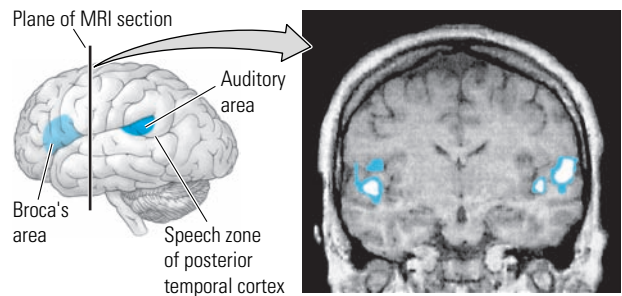 Plane of MRI section
Auditory
area
Broca's
area
Speech zone
of posterior
temporal cortex